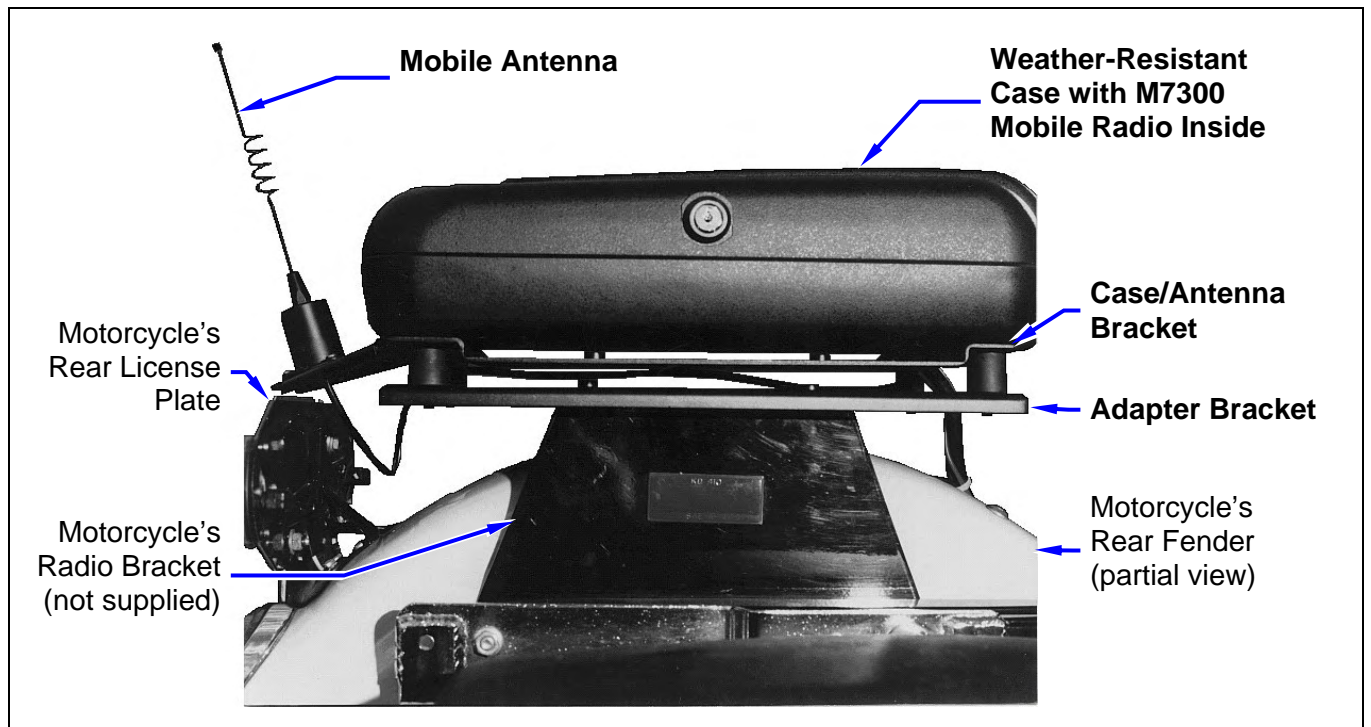 Mobile Antenna
Weather-Resistant
Case with M7300
Mobile Radio Inside
Case/Antenna
Bracket
Motorcycle's
Rear License
Plate
Adapter Bracket
Motorcycle's
Radio Bracket
(not supplied)
Motorcycle's
Rear Fender
(partial view)